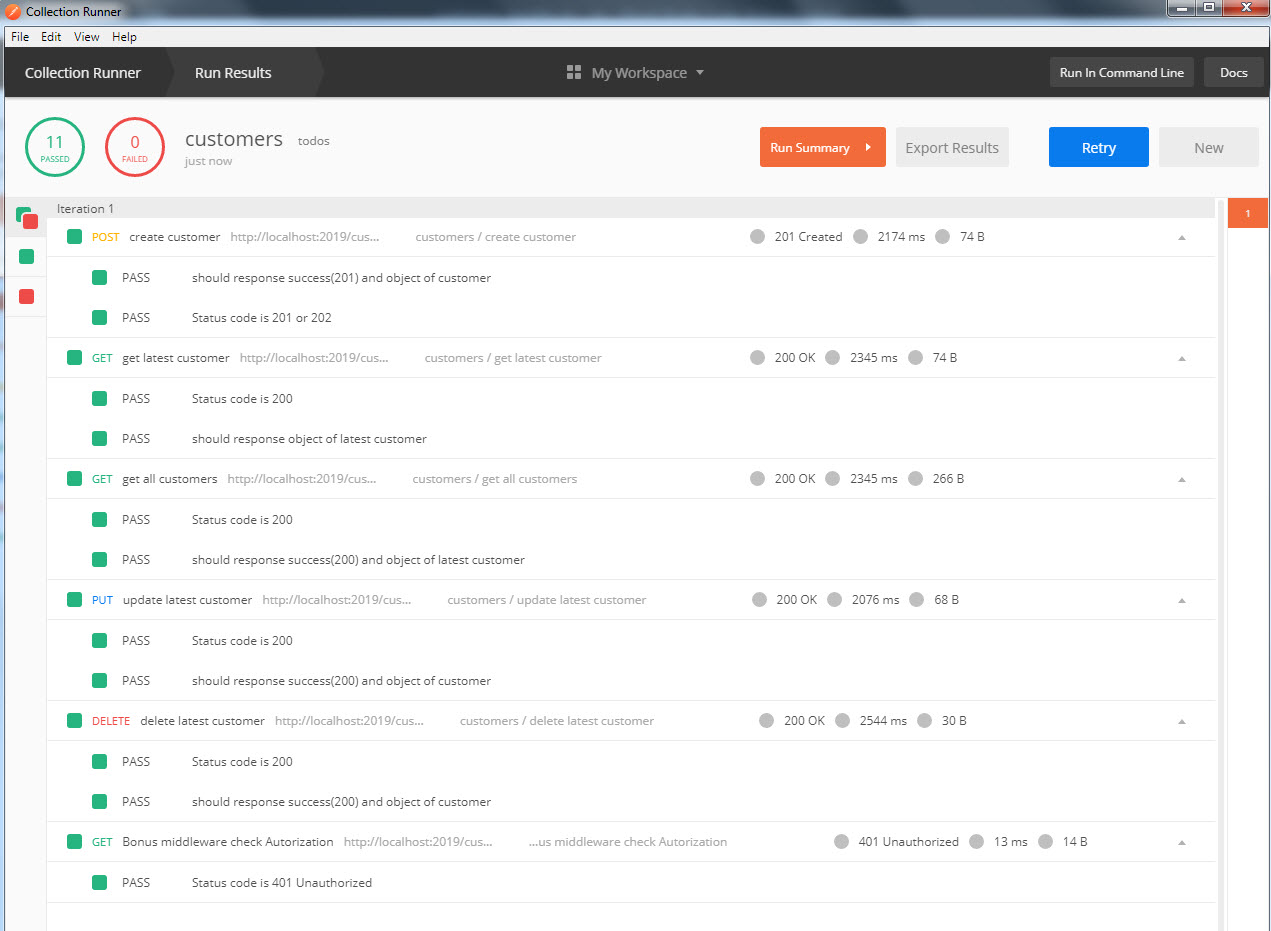 Collection Runner
File Edit View Help
Collection Runner Run Results My Workspace Run In Command Line Docs
11 PASSED 0 FAILED customers todos just now Run Summary Export Results Retry New
Iteration 1 1
POST create customer http://localhost:2019/cus... customers / create customer 201 Created 2174 ms 74 B
PASS should response success(201) and object of customer
PASS Status code is 201 or 202
GET get latest customer http://localhost:2019/cus... customers / get latest customer 200 OK 2345 ms 74 B
PASS Status code is 200
PASS should response object of latest customer
GET get all customers http://localhost:2019/cus... customers / get all customers 200 OK 2345 ms 266 B
PASS Status code is 200
PASS should response success(200) and object of latest customer
PUT update latest customer http://localhost:2019/cus... customers / update latest customer 200 OK 2076 ms 68 B
PASS Status code is 200
PASS should response success(200) and object of customer
DELETE delete latest customer http://localhost:2019/cus... customers / delete latest customer 200 OK 2544 ms 30 B
PASS Status code is 200
PASS should response success(200) and object of customer
GET Bonus middleware check Autorization http://localhost:2019/cus... ...us middleware check Autorization 401 Unauthorized 13 ms 14 B
PASS Status code is 401 Unauthorized